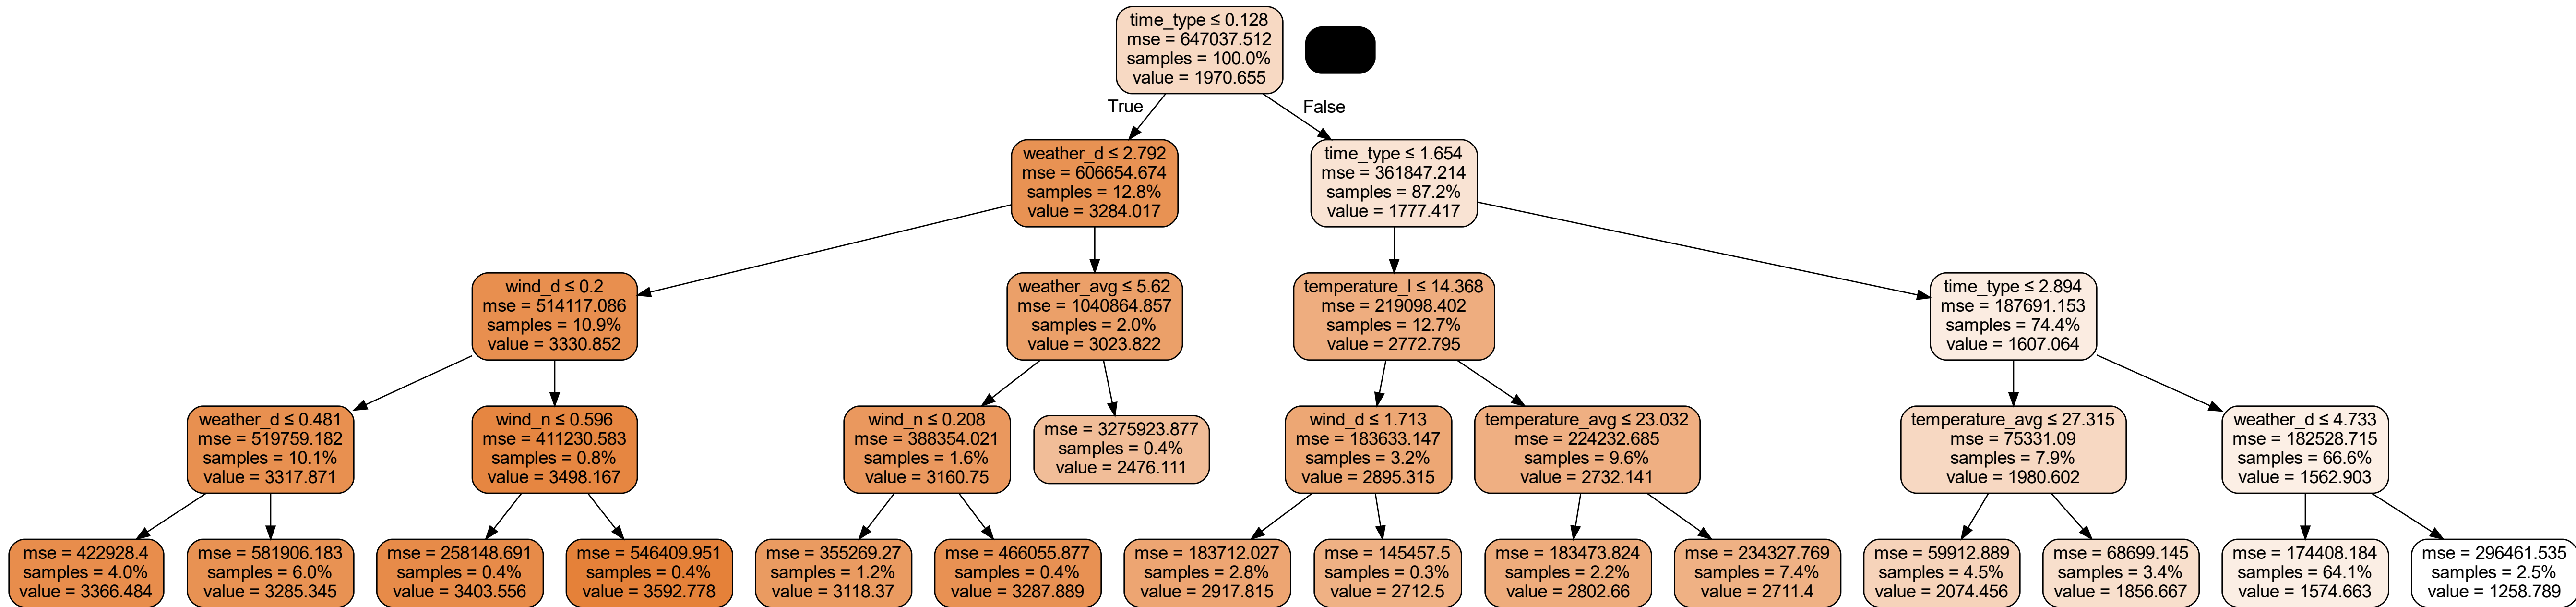 time_type ≤ 0.128
mse = 647037.512
samples = 100.0%
value = 1970.655
True
False
weather_d ≤ 2.792
mse = 606654.674
samples = 12.8%
value = 3284.017
time_type ≤ 1.654
mse = 361847.214
samples = 87.2%
value = 1777.417
wind_d ≤ 0.2
mse = 514117.086
samples = 10.9%
value = 3330.852
weather_avg ≤ 5.62
mse = 1040864.857
samples = 2.0%
value = 3023.822
temperature_l ≤ 14.368
mse = 219098.402
samples = 12.7%
value = 2772.795
time_type ≤ 2.894
mse = 187691.153
samples = 74.4%
value = 1607.064
weather_d ≤ 0.481
mse = 519759.182
samples = 10.1%
value = 3317.871
wind_n ≤ 0.596
mse = 411230.583
samples = 0.8%
value = 3498.167
wind_n ≤ 0.208
mse = 388354.021
samples = 1.6%
value = 3160.75
mse = 3275923.877
samples = 0.4%
value = 2476.111
wind_d ≤ 1.713
mse = 183633.147
samples = 3.2%
value = 2895.315
temperature_avg ≤ 23.032
mse = 224232.685
samples = 9.6%
value = 2732.141
temperature_avg ≤ 27.315
mse = 75331.09
samples = 7.9%
value = 1980.602
weather_d ≤ 4.733
mse = 182528.715
samples = 66.6%
value = 1562.903
mse = 422928.4
samples = 4.0%
value = 3366.484
mse = 581906.183
samples = 6.0%
value = 3285.345
mse = 258148.691
samples = 0.4%
value = 3403.556
mse = 546409.951
samples = 0.4%
value = 3592.778
mse = 355269.27
samples = 1.2%
value = 3118.37
mse = 466055.877
samples = 0.4%
value = 3287.889
mse = 183712.027
samples = 2.8%
value = 2917.815
mse = 145457.5
samples = 0.3%
value = 2712.5
mse = 183473.824
samples = 2.2%
value = 2802.66
mse = 234327.769
samples = 7.4%
value = 2711.4
mse = 59912.889
samples = 4.5%
value = 2074.456
mse = 68699.145
samples = 3.4%
value = 1856.667
mse = 174408.184
samples = 64.1%
value = 1574.663
mse = 296461.535
samples = 2.5%
value = 1258.789